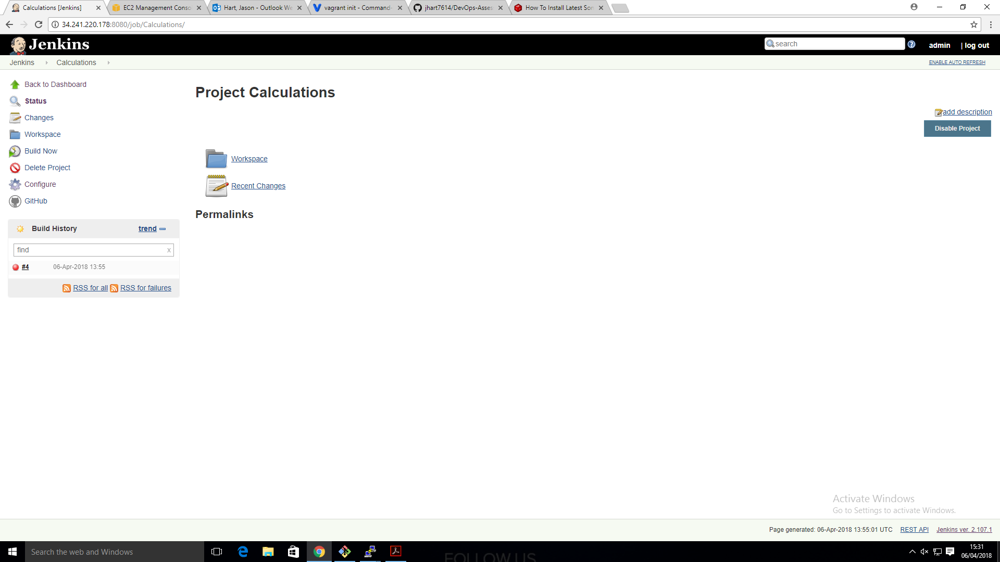 Calculations [Jenkins]
EC2 Management Conso
Hart, Jason - Outlook We
vagrant init - Command-
jhart7614/DevOps-Asses
How To Install Latest Son
34.241.220.178:8080/job/Calculations/
Jenkins
search
admin
| log out
Jenkins
Calculations
ENABLE AUTO REFRESH
Back to Dashboard
Status
Changes
Workspace
Build Now
Delete Project
Configure
GitHub
Project Calculations
add description
Disable Project
Workspace
Recent Changes
Permalinks
Build History
trend
find
x
#4
06-Apr-2018 13:55
RSS for all
RSS for failures
Activate Windows
Go to Settings to activate Windows.
Page generated: 06-Apr-2018 13:55:01 UTC
REST API
Jenkins ver. 2.107.1
Search the web and Windows
FOLLOW US
15:31
06/04/2018